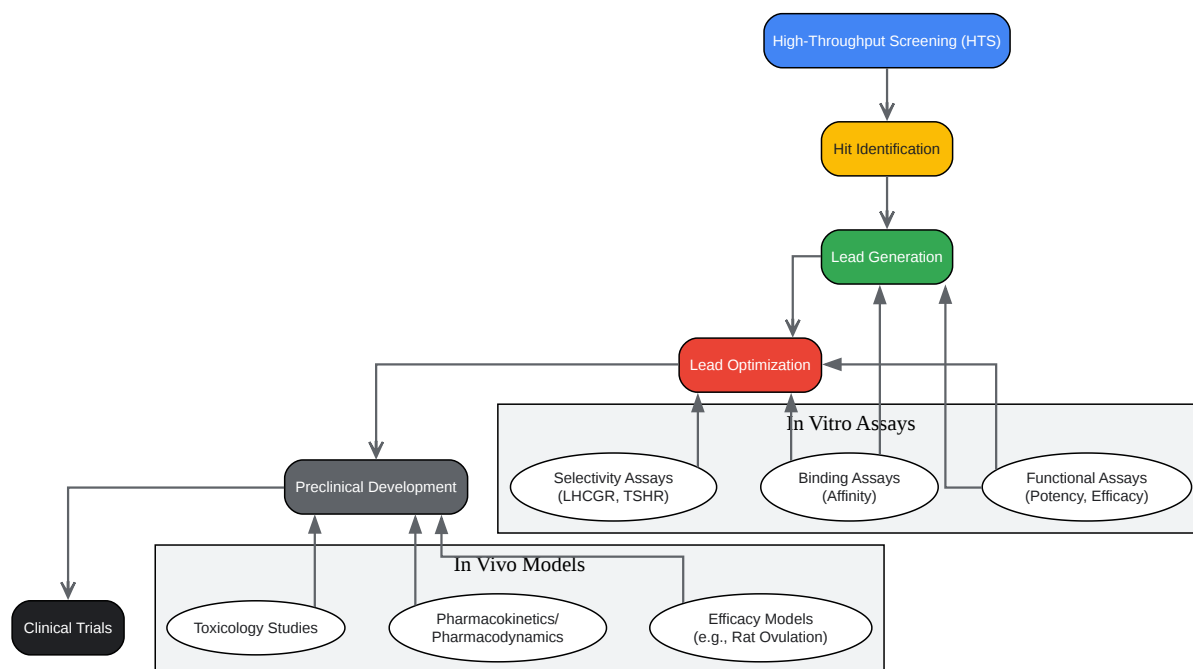 High-Throughput Screening (HTS)
Hit Identification
Lead Generation
Lead Optimization
In Vitro Assays
Selectivity Assays
(LHCGR, TSHR)
Binding Assays
(Affinity)
Functional Assays
(Potency, Efficacy)
Preclinical Development
In Vivo Models
Toxicology Studies
Pharmacokinetics/
Pharmacodynamics
Efficacy Models
(e.g., Rat Ovulation)
Clinical Trials